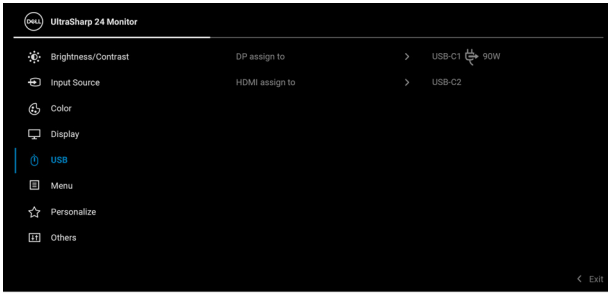 DELL UltraSharp 24 Monitor
Brightness/Contrast DP assign to > USB-C1 90W
Input Source HDMI assign to > USB-C2
Color
Display
USB
Menu
Personalize
Others
< Exit